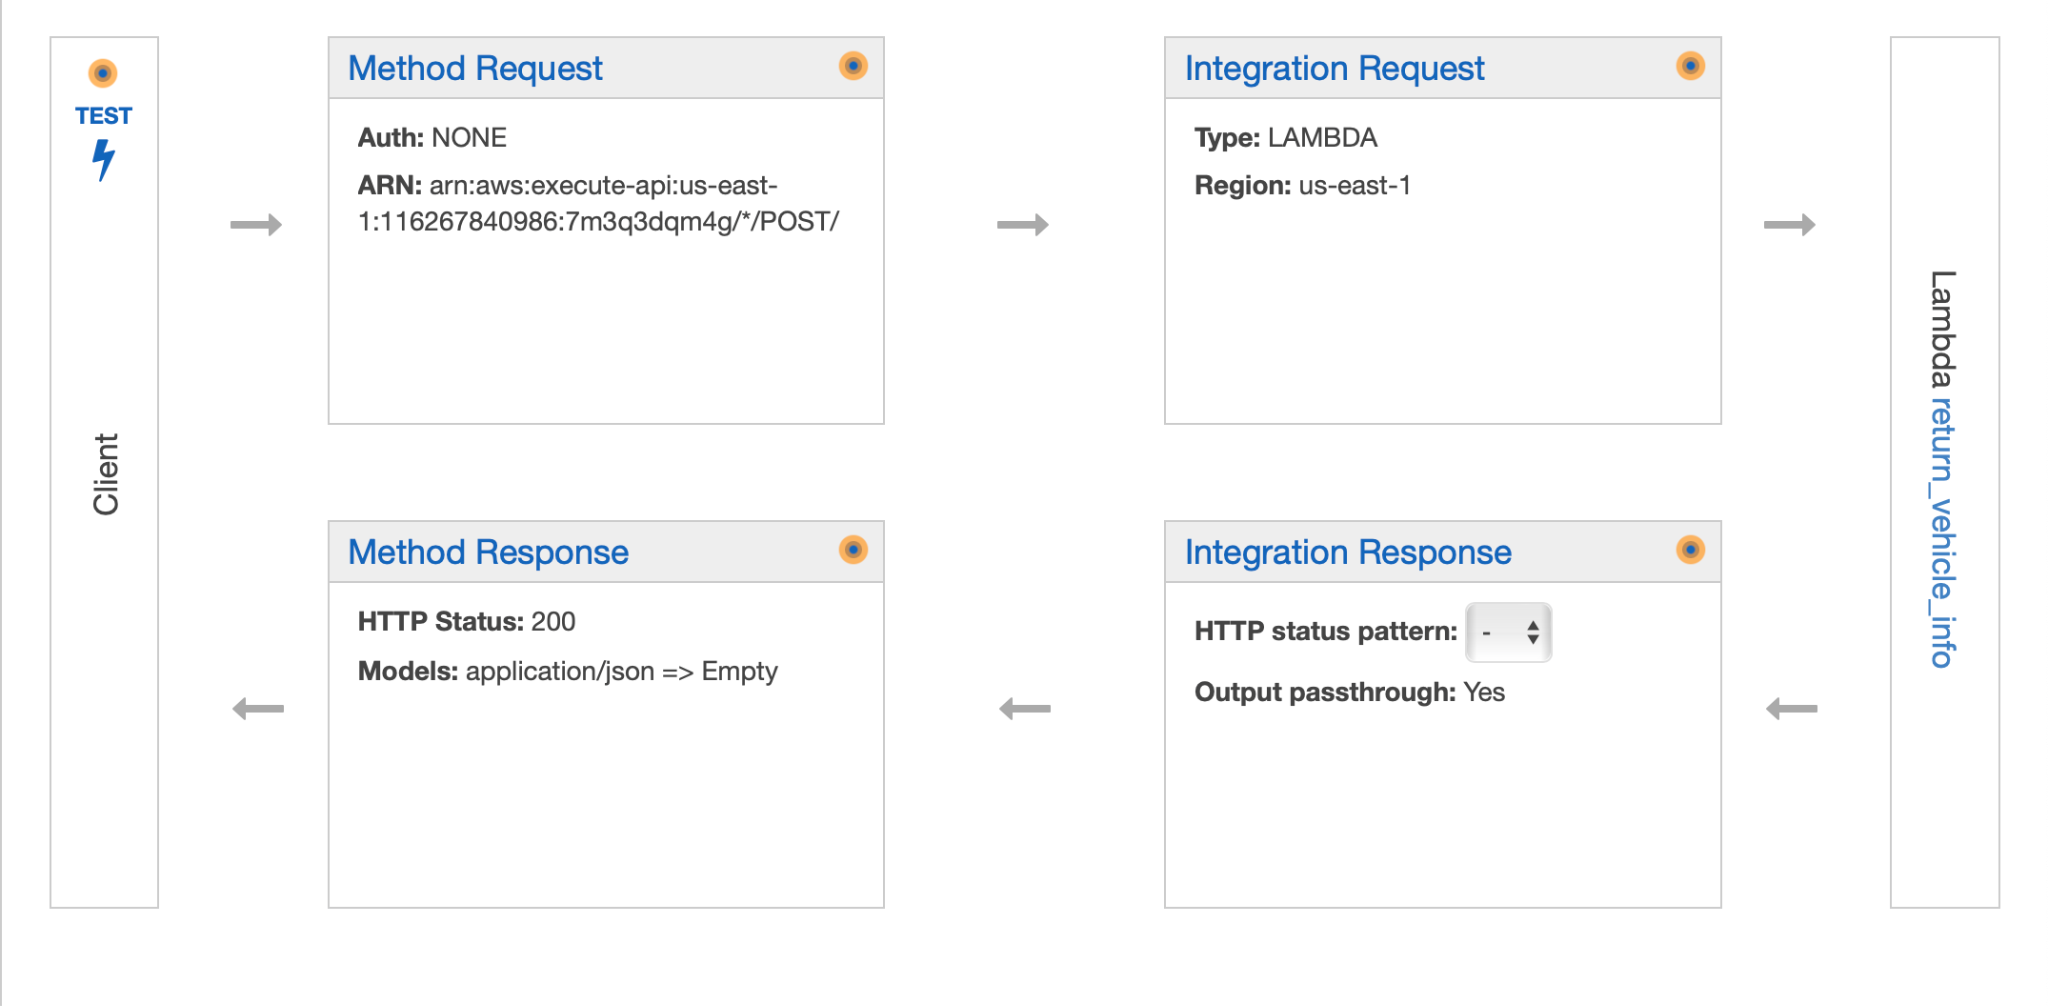 TEST
Client
Method Request
Auth: NONE
ARN: arn:aws:execute-api:us-east-
1:116267840986:7m3q3dqm4g/*/POST/
Integration Request
Type: LAMBDA
Region: us-east-1
Lambda return_vehicle_info
Method Response
HTTP Status: 200
Models: application/json => Empty
Integration Response
HTTP status pattern: -
Output passthrough: Yes